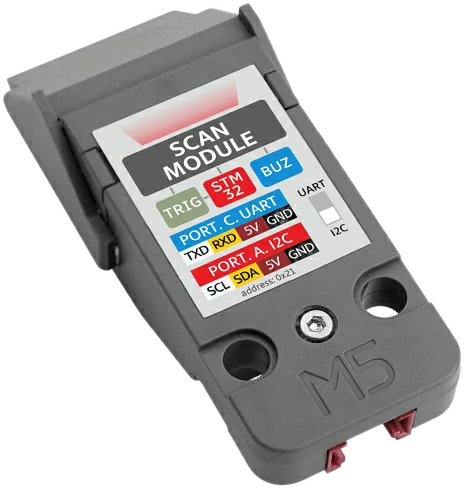 SCAN
MODULE
TRIG
STM
32
BUZ
UART
I2C
PORT. C. UART
TXD RXD 5V GND
PORT. A. I2C
SCL SDA 5V GND
address: 0x21
M5